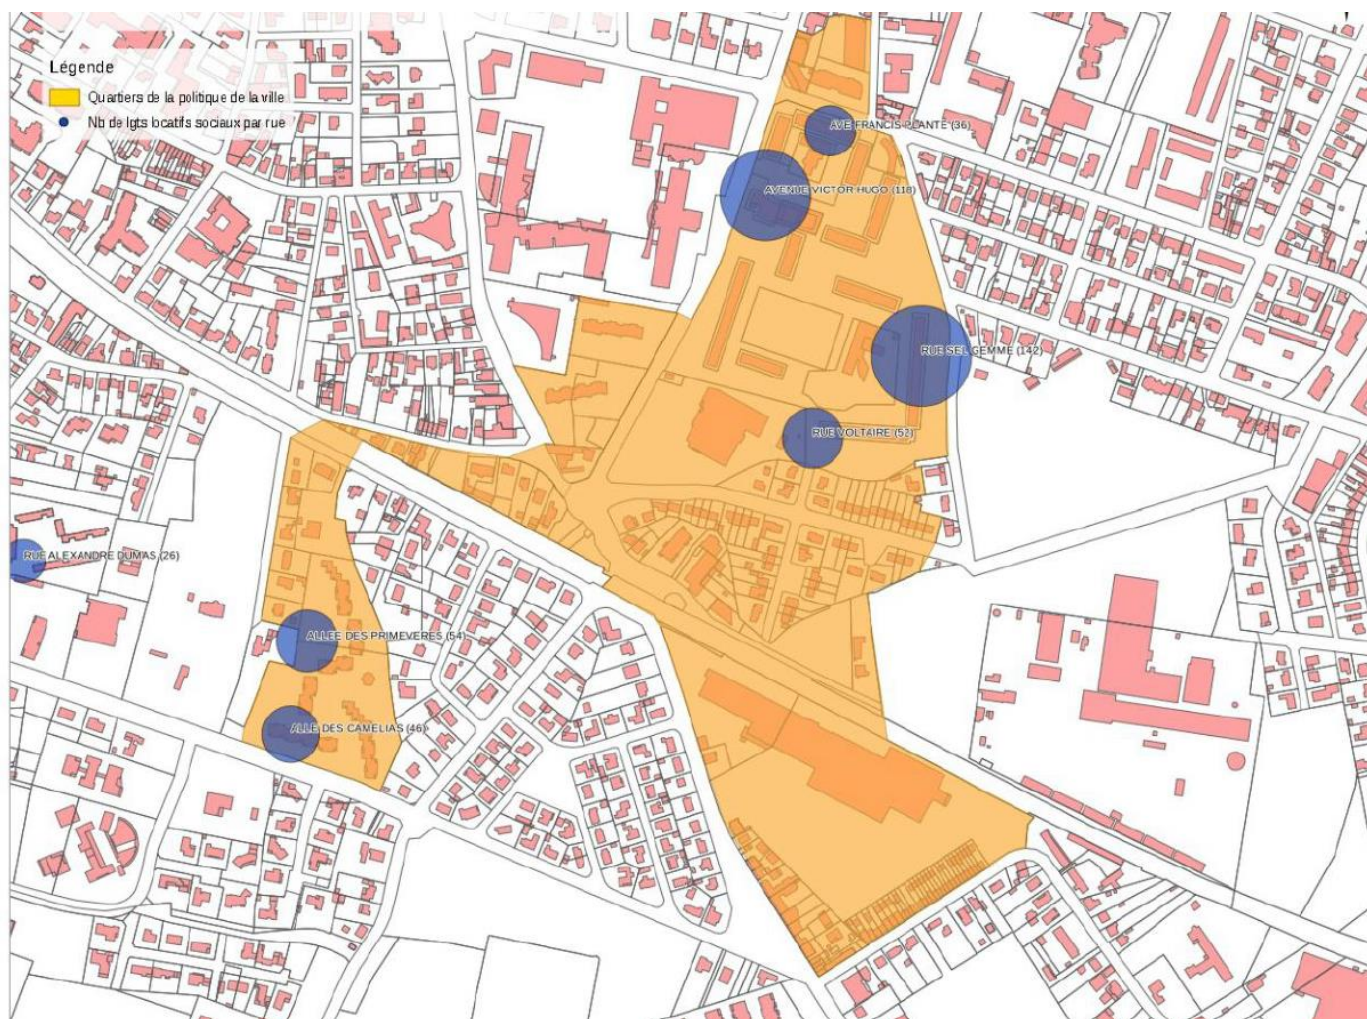 Légende
Quartiers de la politique de la ville
Nb de lgts locatifs sociaux par rue
AVE FRANCIS PLANTE (36)
AVENUE VICTOR HUGO (118)
RUE SEL GEMME (142)
RUE VOLTAIRE (52)
RUE ALEXANDRE DUMAS (26)
ALLEE DES PRIMEVERES (54)
ALLE DES CAMELIAS (46)